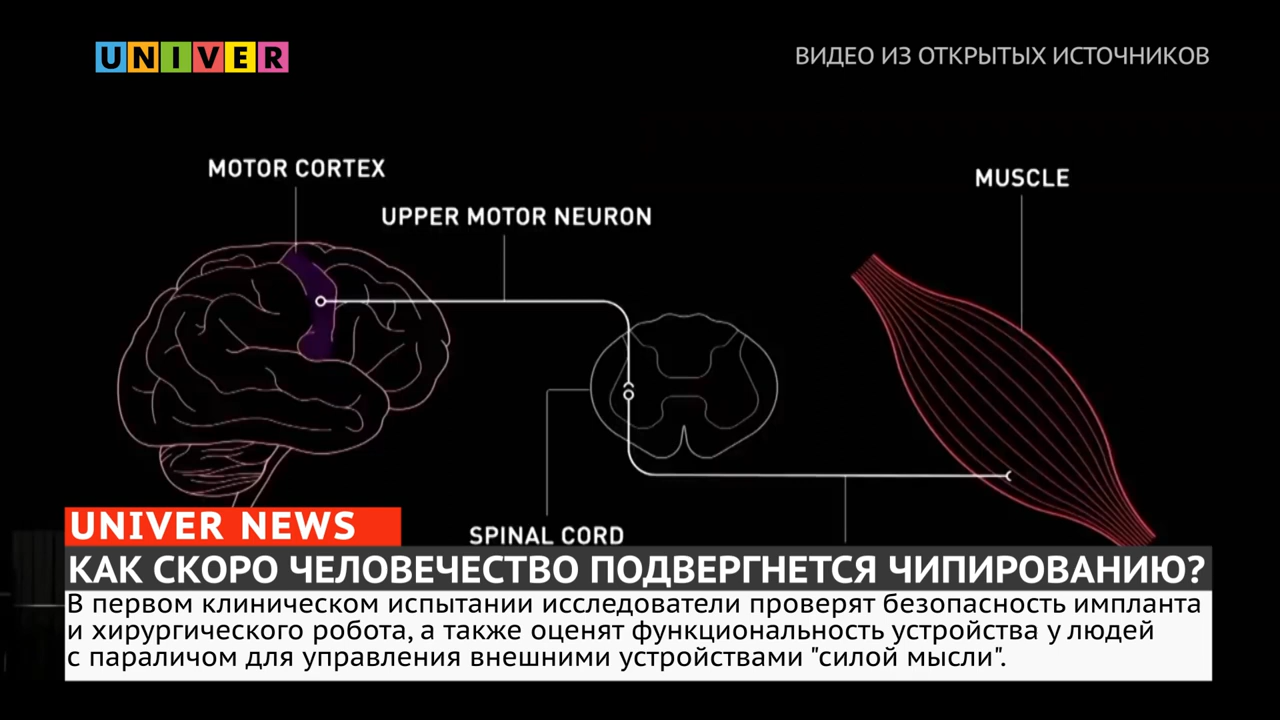 UNIVER
ВИДЕО ИЗ ОТКРЫТЫХ ИСТОЧНИКОВ
MOTOR CORTEX
MUSCLE
UPPER MOTOR NEURON
SPINAL CORD
UNIVER NEWS
КАК СКОРО ЧЕЛОВЕЧЕСТВО ПОДВЕРГНЕТСЯ ЧИПИРОВАНИЮ?
В первом клиническом испытании исследователи проверят безопасность импланта
и хирургического робота, а также оценят функциональность устройства у людей
с параличом для управления внешними устройствами "силой мысли".